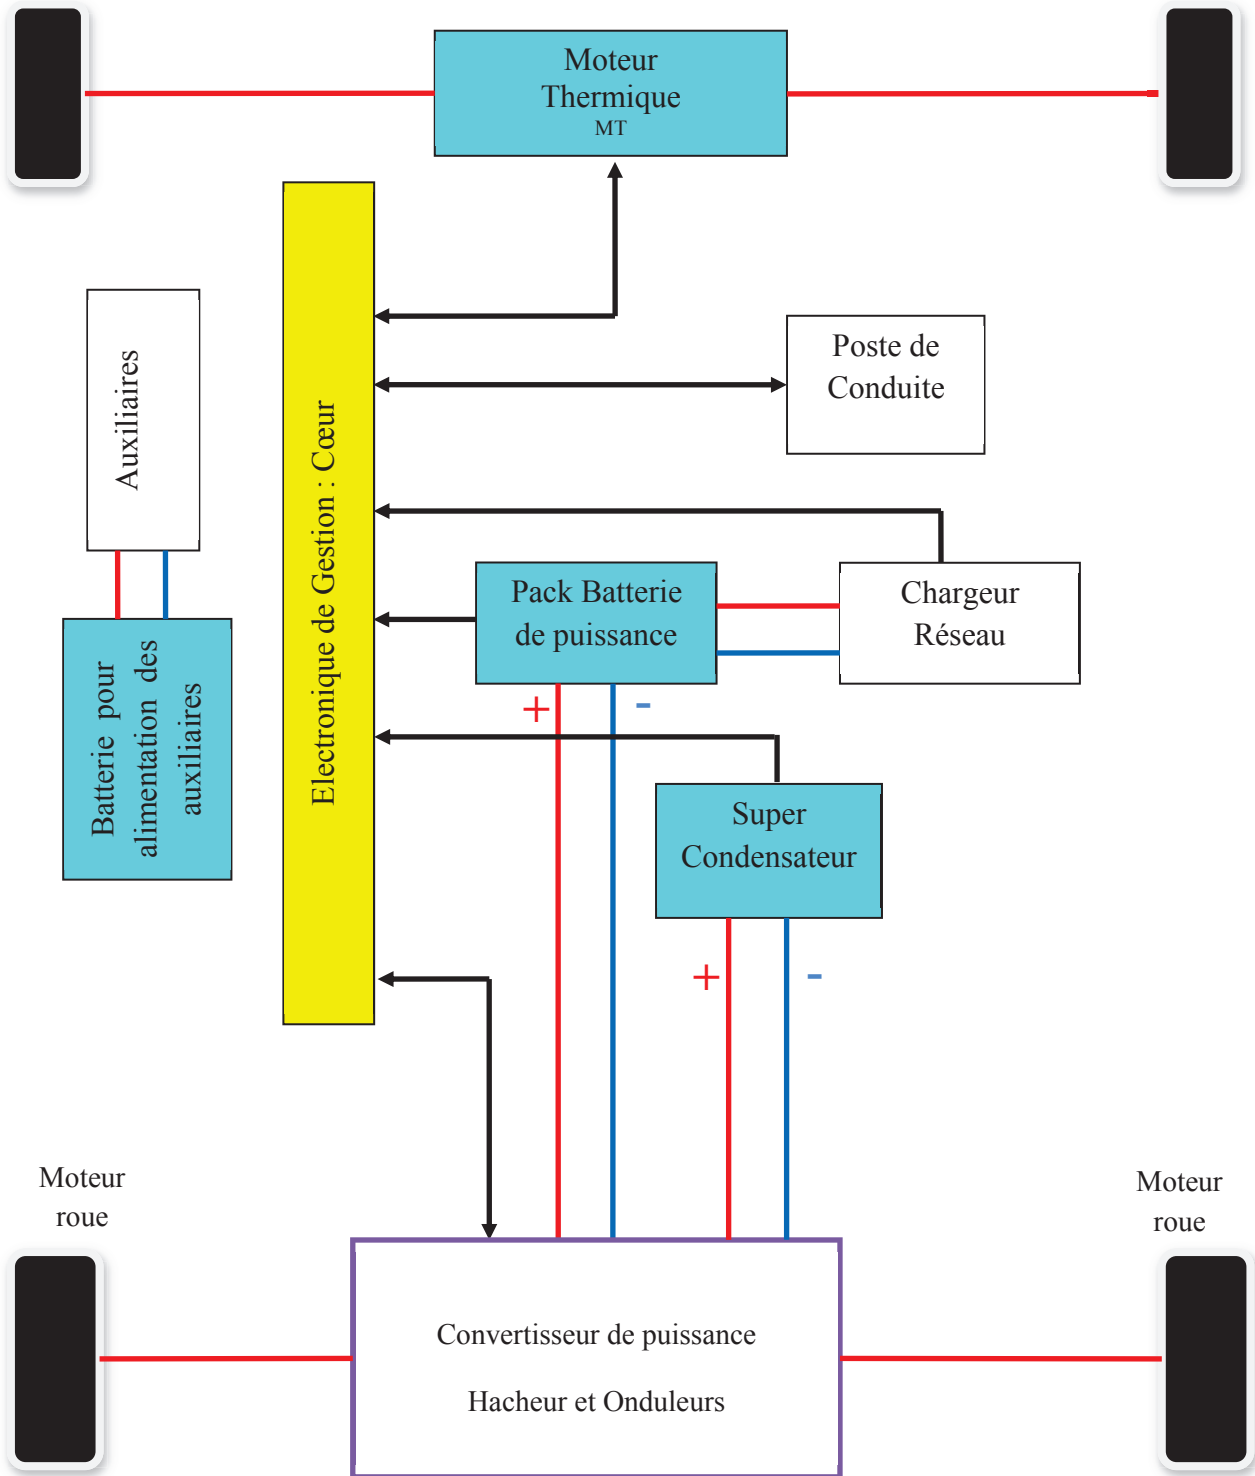 Moteur
Thermique
MT
Auxiliaires
Batterie pour
alimentation des
auxiliaires
Electronique de Gestion : Cœur
Poste de
Conduite
Pack Batterie
de puissance
Chargeur
Réseau
+ -
Super
Condensateur
+ -
Moteur
roue
Moteur
roue
Convertisseur de puissance
Hacheur et Onduleurs